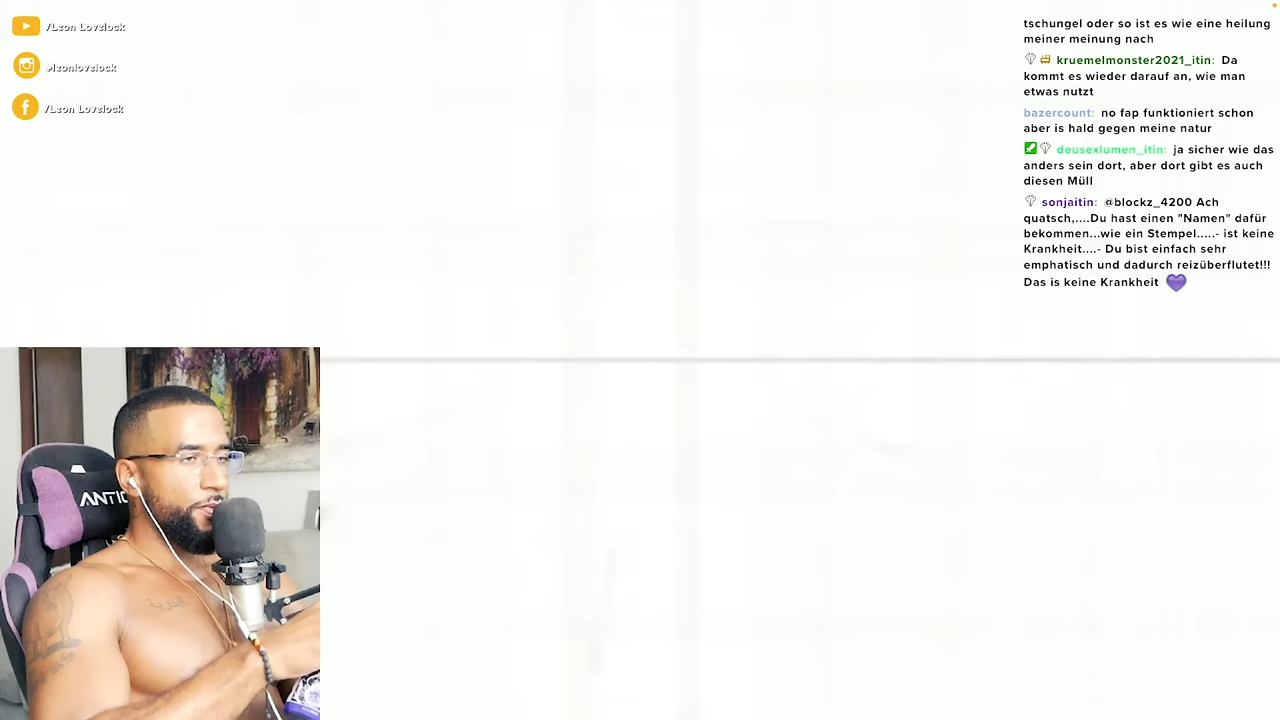 /Leon Lovelock
leonlovelock
/Leon Lovelock
tschungel oder so ist es wie eine heilung
meiner meinung nach
kruemelmonster2021_itin: Da
kommt es wieder darauf an, wie man
etwas nutzt
bazercount: no fap funktioniert schon
aber is hald gegen meine natur
deusexlumen_itin: ja sicher wie das
anders sein dort, aber dort gibt es auch
diesen Müll
sonjaitin: @blockz_4200 Ach
quatsch,....Du hast einen "Namen" dafür
bekommen...wie ein Stempel.....- ist keine
Krankheit....- Du bist einfach sehr
emphatisch und dadurch reizüberflutet!!!
Das is keine Krankheit
ANTIC